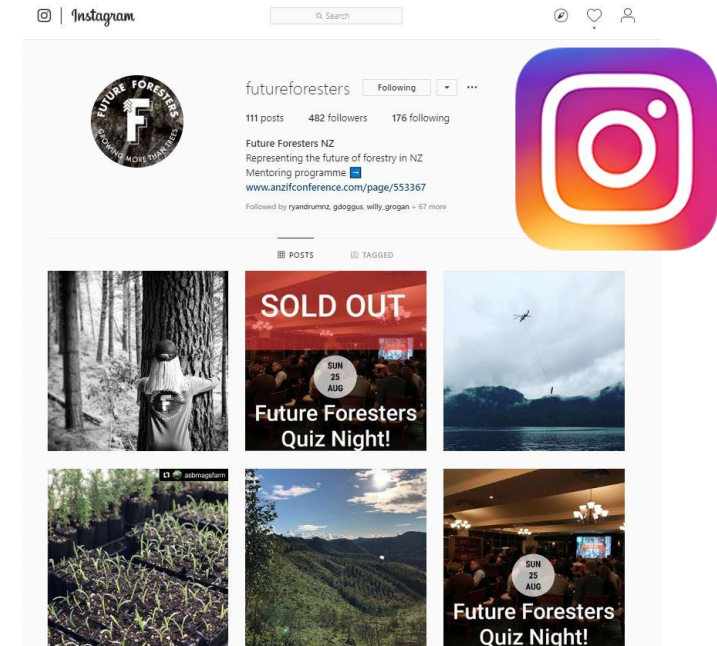 Instagram
Search
futureforesters Following
111 posts 482 followers 176 following
Future Foresters NZ
Representing the future of forestry in NZ
Mentoring programme
www.anzifconference.com/page/553367
Followed by ryandrumnz, gdoggus, willy_grogan + 67 more
FUTURE FORESTERS
F
GROWING MORE THAN TREES
POSTS TAGGED
F
SOLD OUT
SUN
25
AUG
Future Foresters
Quiz Night!
asbmagsfarm
SUN
25
AUG
Future Foresters
Quiz Night!